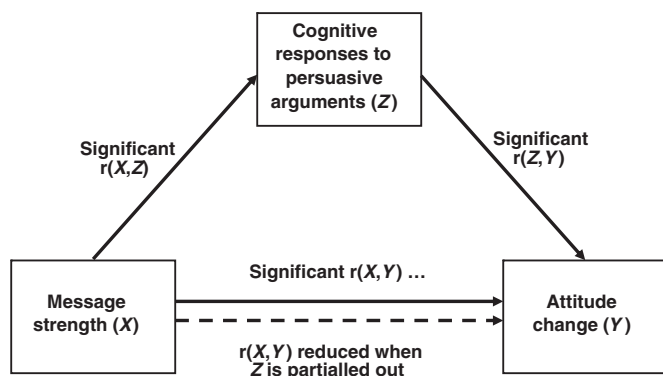 Cognitive
responses to
persuasive
arguments (Z)
Significant
r(X,Z)
Significant
r(Z,Y)
Message
strength (X)
Significant r(X,Y) ...
Attitude
change (Y)
r(X,Y) reduced when
Z is partialled out